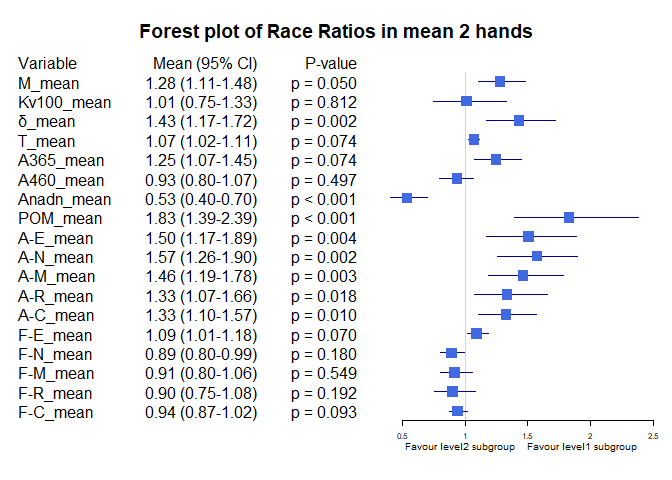 Forest plot of Race Ratios in mean 2 hands
Variable Mean (95% CI) P-value
M_mean 1.28 (1.11-1.48) p = 0.050
Kv100_mean 1.01 (0.75-1.33) p = 0.812
δ_mean 1.43 (1.17-1.72) p = 0.002
T_mean 1.07 (1.02-1.11) p = 0.074
A365_mean 1.25 (1.07-1.45) p = 0.074
A460_mean 0.93 (0.80-1.07) p = 0.497
Anadn_mean 0.53 (0.40-0.70) p < 0.001
POM_mean 1.83 (1.39-2.39) p < 0.001
A-E_mean 1.50 (1.17-1.89) p = 0.004
A-N_mean 1.57 (1.26-1.90) p = 0.002
A-M_mean 1.46 (1.19-1.78) p = 0.003
A-R_mean 1.33 (1.07-1.66) p = 0.018
A-C_mean 1.33 (1.10-1.57) p = 0.010
F-E_mean 1.09 (1.01-1.18) p = 0.070
F-N_mean 0.89 (0.80-0.99) p = 0.180
F-M_mean 0.91 (0.80-1.06) p = 0.549
F-R_mean 0.90 (0.75-1.08) p = 0.192
F-C_mean 0.94 (0.87-1.02) p = 0.093
0.5 1 1.5 2 2.5
Favour level2 subgroup Favour level1 subgroup